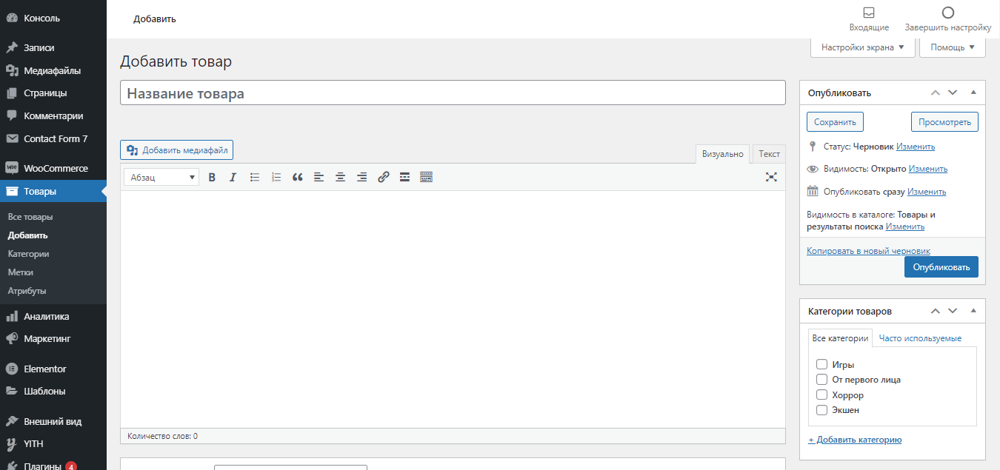 Консоль
Записи
Медиафайлы
Страницы
Комментарии
Contact Form 7
WooCommerce
Товары
Все товары
Добавить
Категории
Метки
Атрибуты
Аналитика
Маркетинг
Elementor
Шаблоны
Внешний вид
YITH
Плагины 4
Добавить
Входящие
Завершить настройку
Настройки экрана
Помощь
Добавить товар
Название товара
Добавить медиафайл
Визуально
Текст
Абзац
B I
Количество слов: 0
Опубликовать
Сохранить
Просмотреть
Статус: Черновик Изменить
Видимость: Открыто Изменить
Опубликовать сразу Изменить
Видимость в каталоге: Товары и
результаты поиска Изменить
Копировать в новый черновик
Опубликовать
Категории товаров
Все категории
Часто используемые
Игры
От первого лица
Хоррор
Экшен
+ Добавить категорию